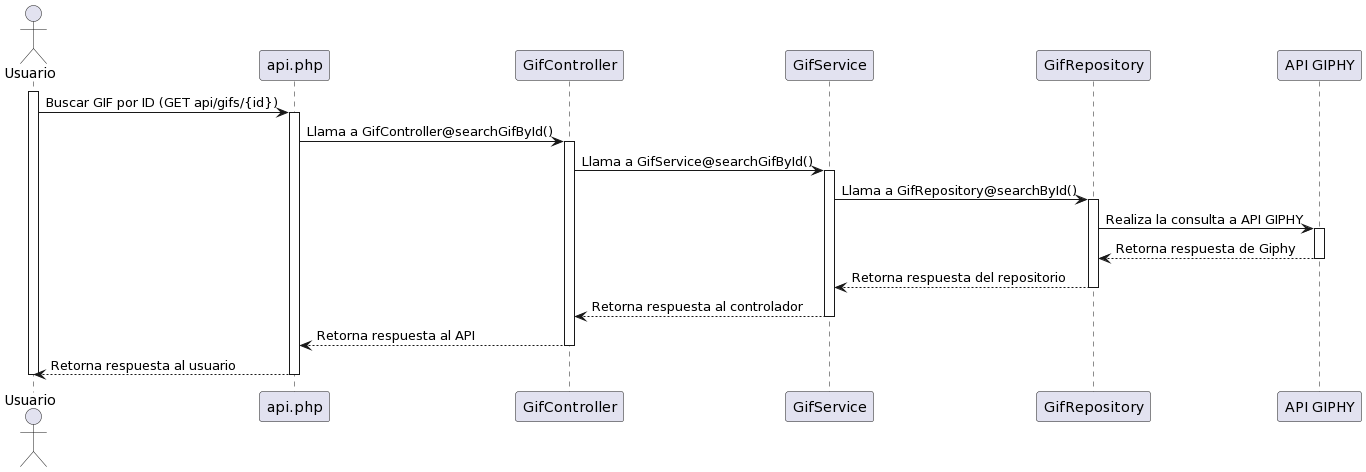 Usuario
api.php
GifController
GifService
GifRepository
API GIPHY
Buscar GIF por ID (GET api/gifs/{id})
Llama a GifController@searchGifById()
Llama a GifService@searchGifById()
Llama a GifRepository@searchById()
Realiza la consulta a API GIPHY
Retorna respuesta de Giphy
Retorna respuesta del repositorio
Retorna respuesta al controlador
Retorna respuesta al API
Retorna respuesta al usuario
Usuario
api.php
GifController
GifService
GifRepository
API GIPHY